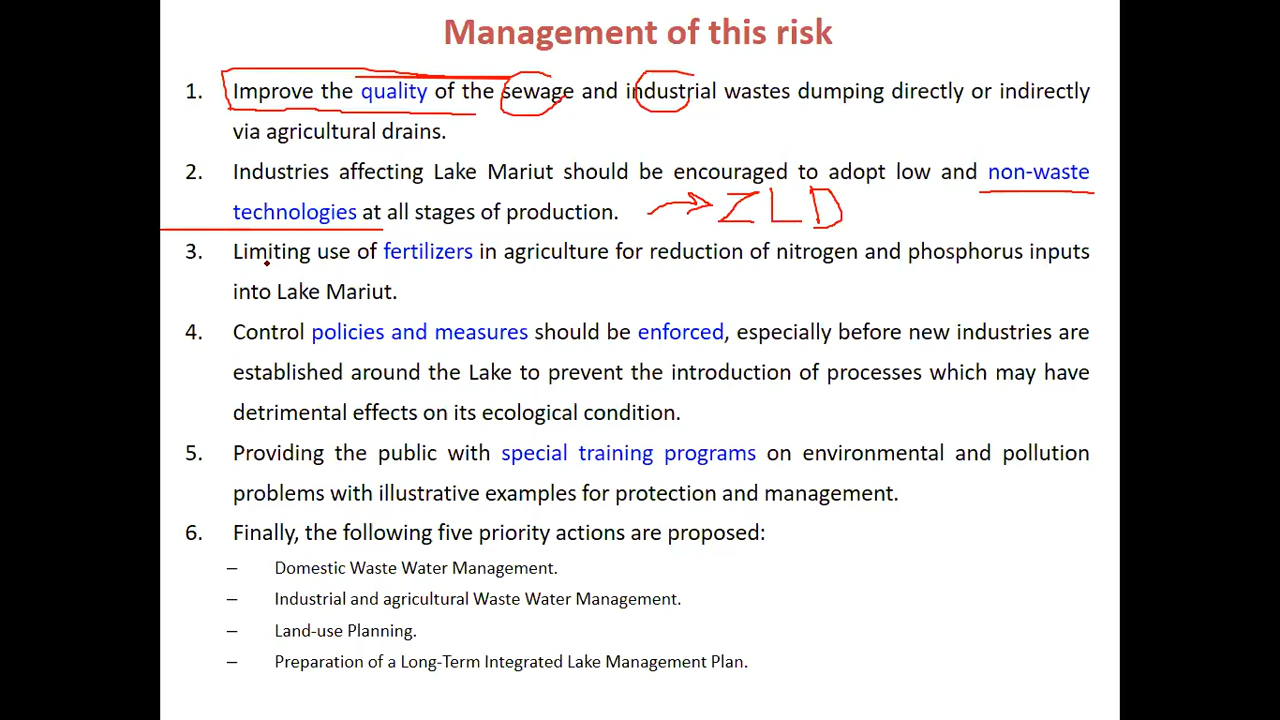 Management of this risk
1. Improve the quality of the sewage and industrial wastes dumping directly or indirectly
via agricultural drains.
2. Industries affecting Lake Mariut should be encouraged to adopt low and non-waste
technologies at all stages of production. → ZLD
3. Limiting use of fertilizers in agriculture for reduction of nitrogen and phosphorus inputs
into Lake Mariut.
4. Control policies and measures should be enforced, especially before new industries are
established around the Lake to prevent the introduction of processes which may have
detrimental effects on its ecological condition.
5. Providing the public with special training programs on environmental and pollution
problems with illustrative examples for protection and management.
6. Finally, the following five priority actions are proposed:
– Domestic Waste Water Management.
– Industrial and agricultural Waste Water Management.
– Land-use Planning.
– Preparation of a Long-Term Integrated Lake Management Plan.